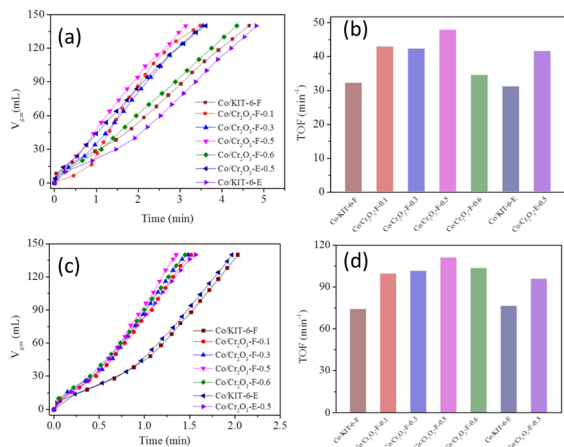 (a)
150
120
90
60
30
0
V_gas (mL)
Co/KIT-6-F
Co/Cr2O3-F-0.1
Co/Cr2O3-F-0.3
Co/Cr2O3-F-0.5
Co/Cr2O3-F-0.6
Co/Cr2O3-E-0.5
Co/KIT-6-E
0 1 2 3 4 5
Time (min)
(b)
50
40
30
20
10
0
TOF (min-1)
Co/KIT-6-F
Co/Cr2O3-F-0.1
Co/Cr2O3-F-0.3
Co/Cr2O3-F-0.5
Co/Cr2O3-F-0.6
Co/KIT-6-E
Co/Cr2O3-E-0.5
(c)
150
120
90
60
30
0
V_gas (mL)
Co/KIT-6-F
Co/Cr2O3-F-0.1
Co/Cr2O3-F-0.3
Co/Cr2O3-F-0.5
Co/Cr2O3-F-0.6
Co/KIT-6-E
Co/Cr2O3-E-0.5
0.0 0.5 1.0 1.5 2.0 2.5
Time (min)
(d)
120
90
60
30
0
TOF (min-1)
Co/KIT-6-F
Co/Cr2O3-F-0.1
Co/Cr2O3-F-0.3
Co/Cr2O3-F-0.5
Co/Cr2O3-F-0.6
Co/KIT-6-E
Co/Cr2O3-E-0.5